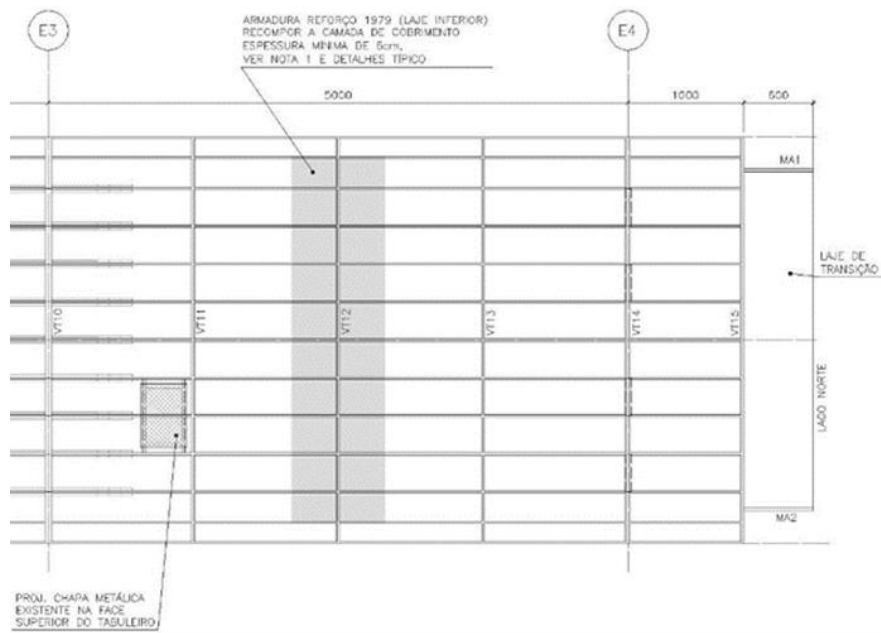 E3
ARMADURA REFORÇO 1979 (LAJE INFERIOR)
RECOMPOR A CAMADA DE COBRIMENTO
ESPESSURA MÍNIMA DE 6cm,
VER NOTA 1 E DETALHES TÍPICO
E4
5000
1000
600
MA1
LAJE DE
TRANSIÇÃO
VT10
VT11
VT12
VT13
VT14
VT15
LADO NORTE
MA2
PROJ. CHAPA METÁLICA
EXISTENTE NA FACE
SUPERIOR DO TABULEIRO